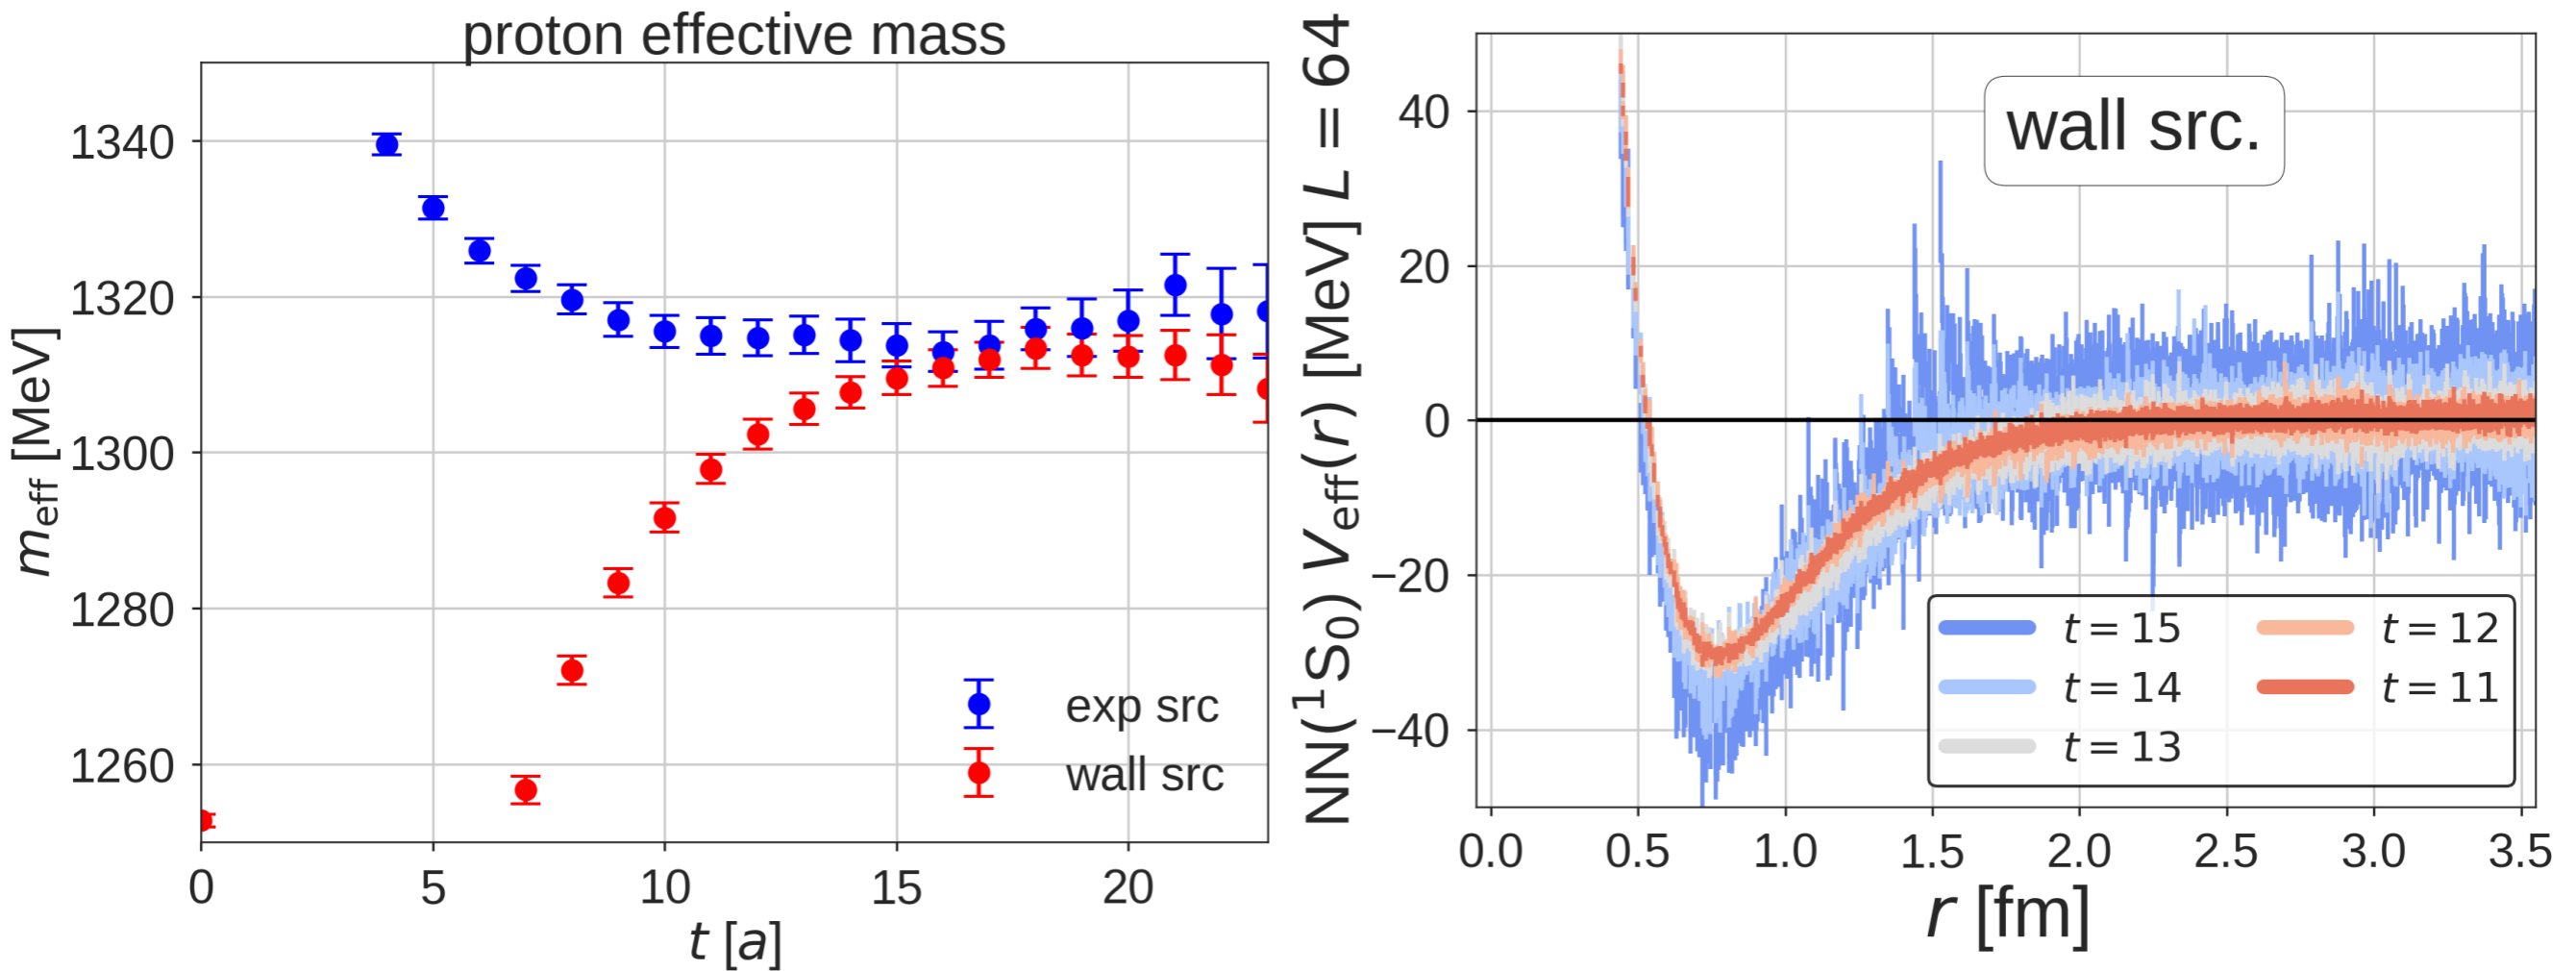 proton effective mass
1340
1320
1300
1280
1260
m_eff [MeV]
0 5 10 15 20
t [a]
exp src
wall src
NN(¹S₀) V_eff(r) [MeV] L = 64
40
20
0
−20
−40
wall src.
t = 15 t = 12
t = 14 t = 11
t = 13
0.0 0.5 1.0 1.5 2.0 2.5 3.0 3.5
r [fm]